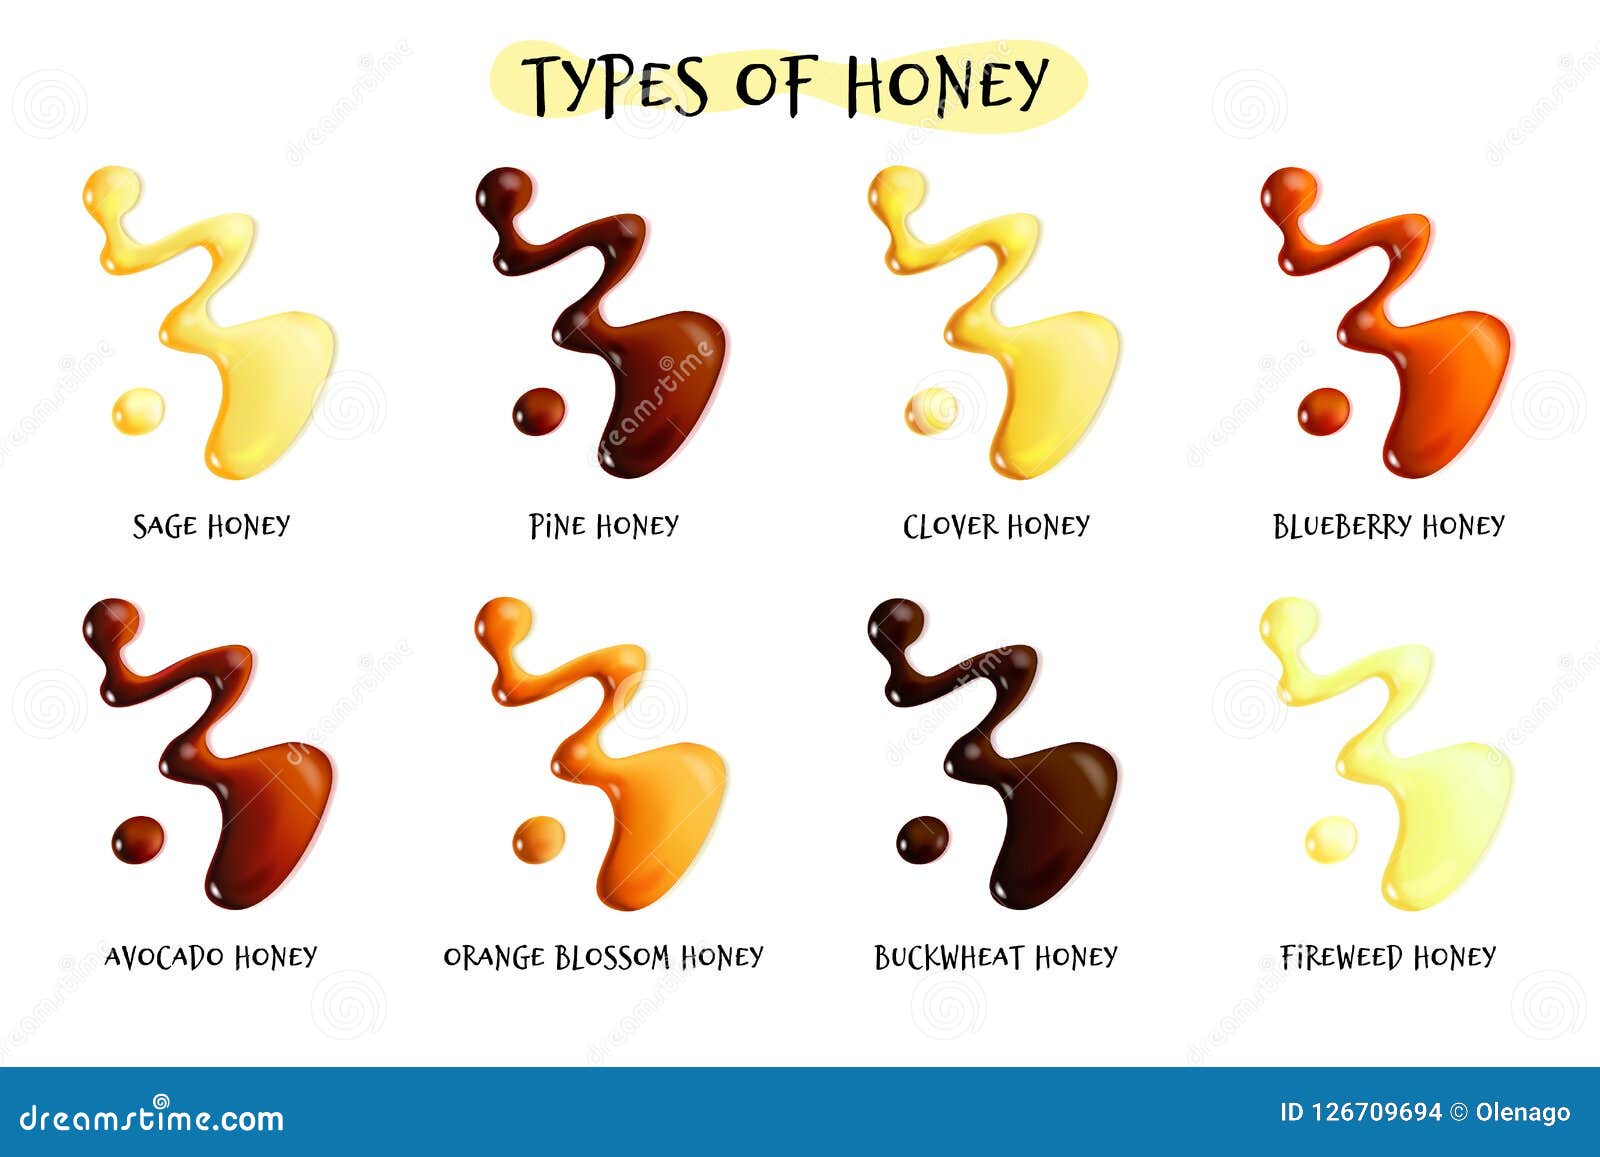 TYPES OF HONEY
SAGE HONEY
PiNE HONEY
CLOVER HONEY
BLUEBERRY HONEY
AVOCADO HONEY
ORANGE BLOSSOM HONEY
BUCKWHEAT HONEY
FiREWEED HONEY
dreamstime.com
ID 126709694 © Olenago